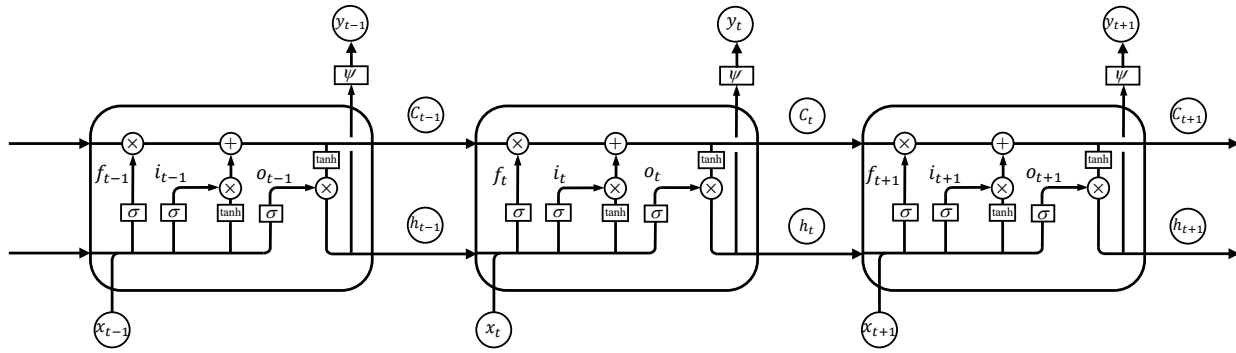 y_{t-1} y_t y_{t+1}
ψ ψ ψ
C_{t-1} C_t C_{t+1}
× + × + × +
tanh tanh tanh
f_{t-1} i_{t-1} o_{t-1} f_t i_t o_t f_{t+1} i_{t+1} o_{t+1}
× × × × × ×
σ σ tanh σ σ σ tanh σ σ σ tanh σ
h_{t-1} h_t h_{t+1}
x_{t-1} x_t x_{t+1}